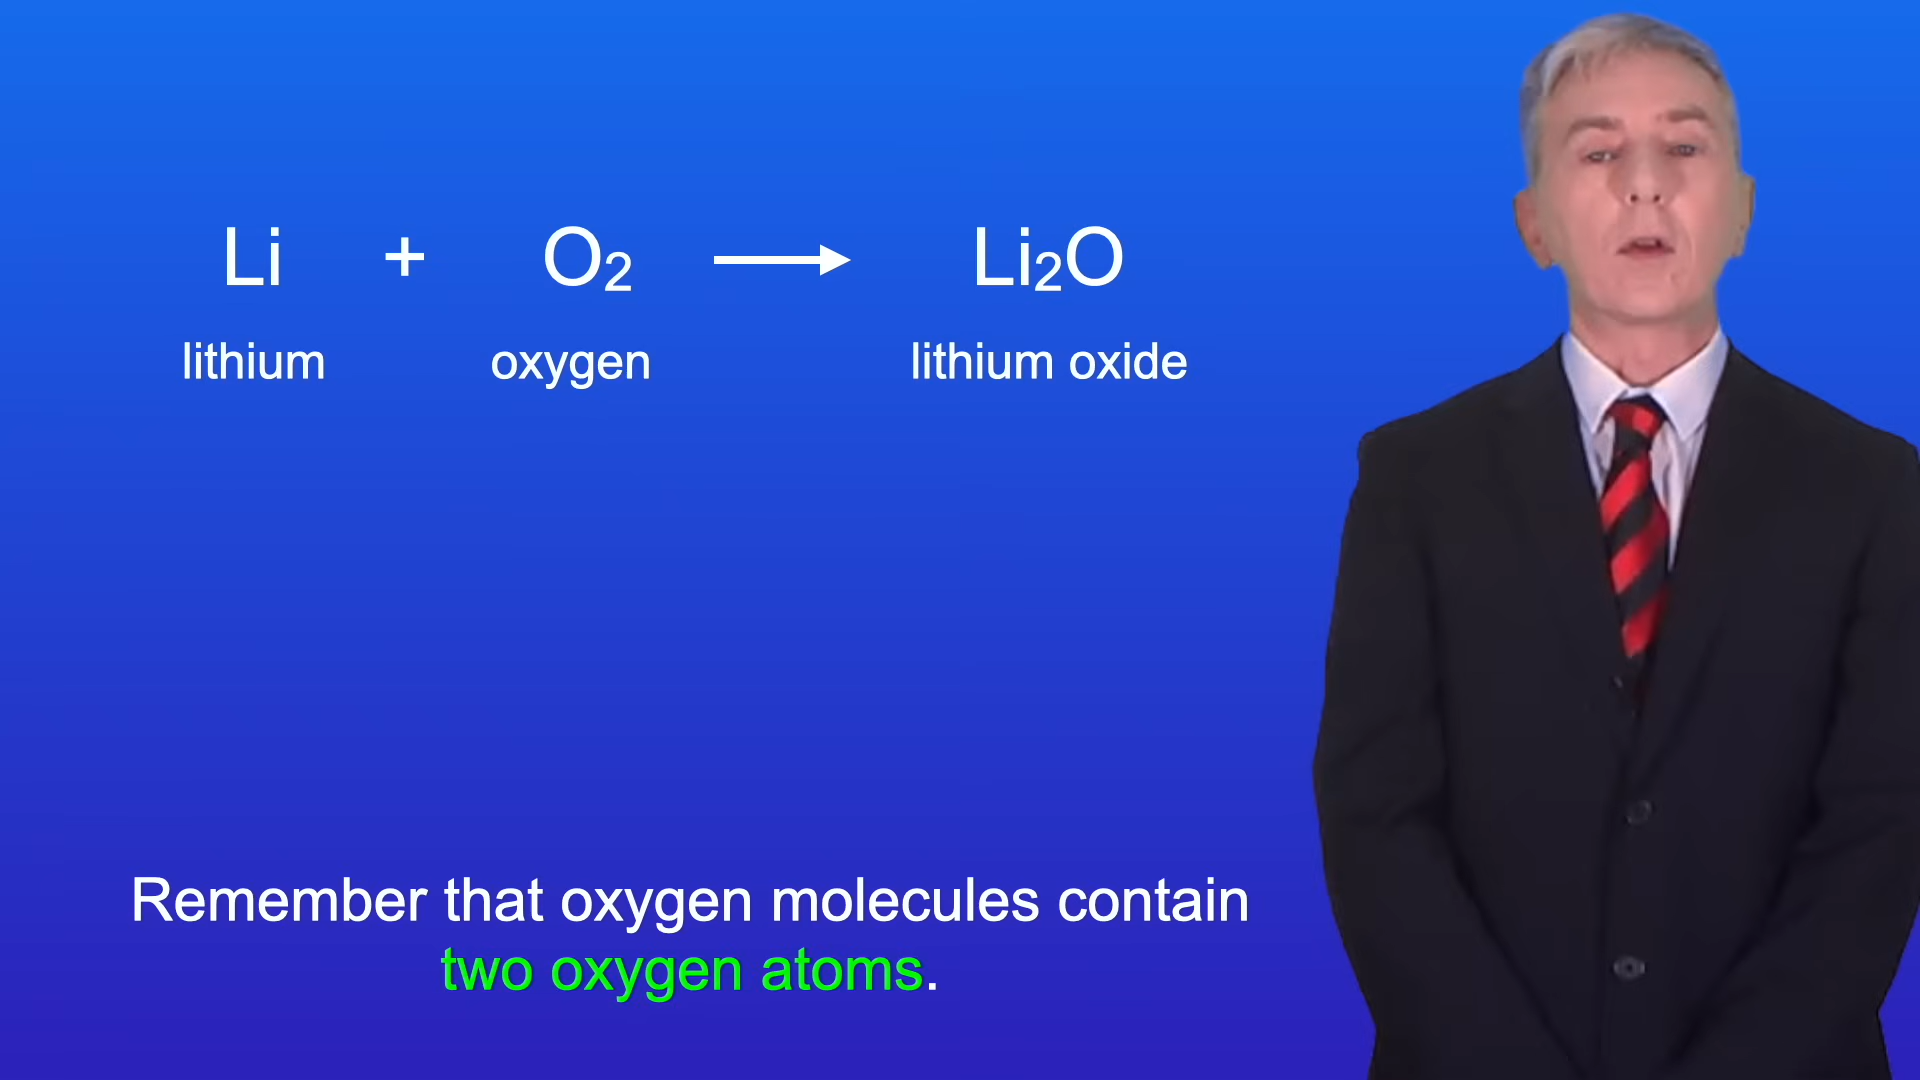 Li + O₂ ⟶ Li₂O
lithium oxygen lithium oxide
Remember that oxygen molecules contain
two oxygen atoms.